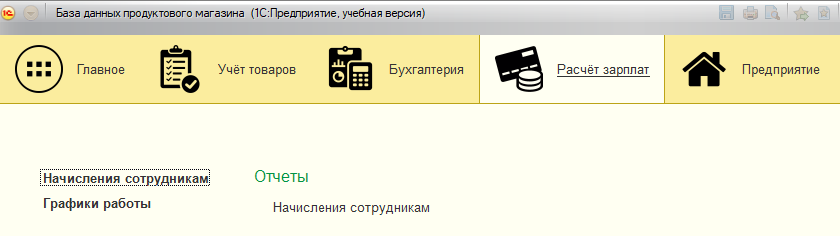 База данных продуктового магазина (1С:Предприятие, учебная версия)
Главное
Учёт товаров
Бухгалтерия
Расчёт зарплат
Предприятие
Начисления сотрудникам
Графики работы
Отчеты
Начисления сотрудникам